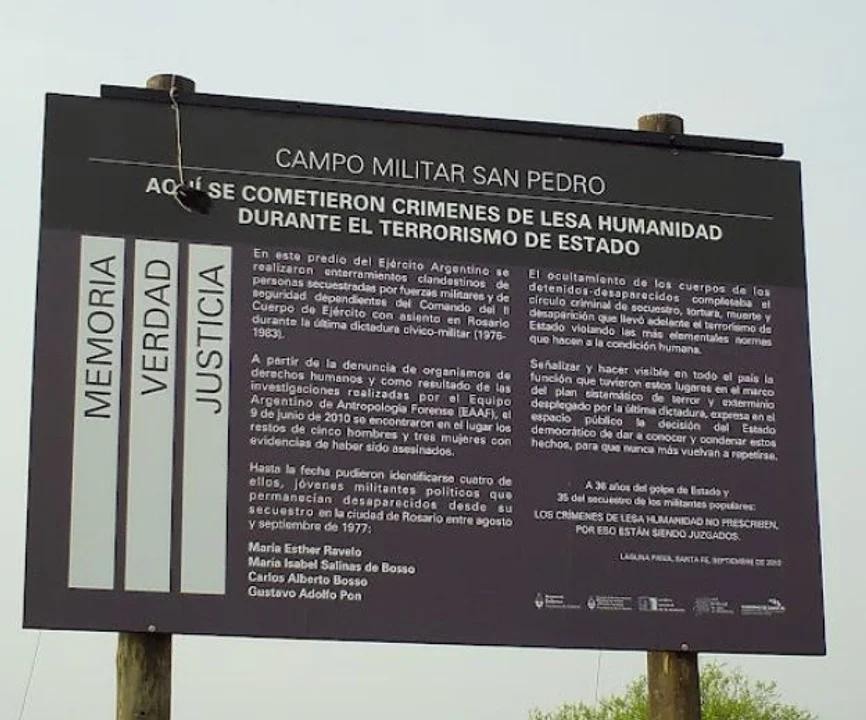 CAMPO MILITAR SAN PEDRO
AQUÍ SE COMETIERON CRIMENES DE LESA HUMANIDAD
DURANTE EL TERRORISMO DE ESTADO
MEMORIA
VERDAD
JUSTICIA
En este predio del Ejército Argentino se
realizaron enterramientos clandestinos de
personas secuestradas por fuerzas militares y de
seguridad dependientes del Comando del II
Cuerpo de Ejército con asiento en Rosario
durante la última dictadura cívico-militar (1976-
1983).
A partir de la denuncia de organismos de
derechos humanos y como resultado de las
investigaciones realizadas por el Equipo
Argentino de Antropología Forense (EAAF), el
9 de junio de 2010 se encontraron en el lugar los
restos de cinco hombres y tres mujeres con
evidencias de haber sido asesinados.
Hasta la fecha pudieron identificarse cuatro de
ellos, jóvenes militantes políticos que
permanecían desaparecidos desde su
secuestro en la ciudad de Rosario entre agosto
y septiembre de 1977:
María Esther Ravelo
María Isabel Salinas de Bosso
Carlos Alberto Bosso
Gustavo Adolfo Pon
El ocultamiento de los cuerpos de los
detenidos-desaparecidos completaba el
círculo criminal de secuestro, tortura, muerte y
desaparición que llevó adelante el terrorismo de
Estado violando las más elementales normas
que hacen a la condición humana.
Señalizar y hacer visible en todo el país la
función que tuvieron estos lugares en el marco
del plan sistemático de terror y exterminio
desplegado por la última dictadura, expresa en el
espacio público la decisión del Estado
democrático de dar a conocer y condenar estos
hechos, para que nunca más vuelvan a repetirse.
A 36 años del golpe de Estado y
35 del secuestro de los militantes populares:
LOS CRÍMENES DE LESA HUMANIDAD NO PRESCRIBEN,
POR ESO ESTÁN SIENDO JUZGADOS.
LAGUNA PAIVA, SANTA FE, SEPTIEMBRE DE 2012